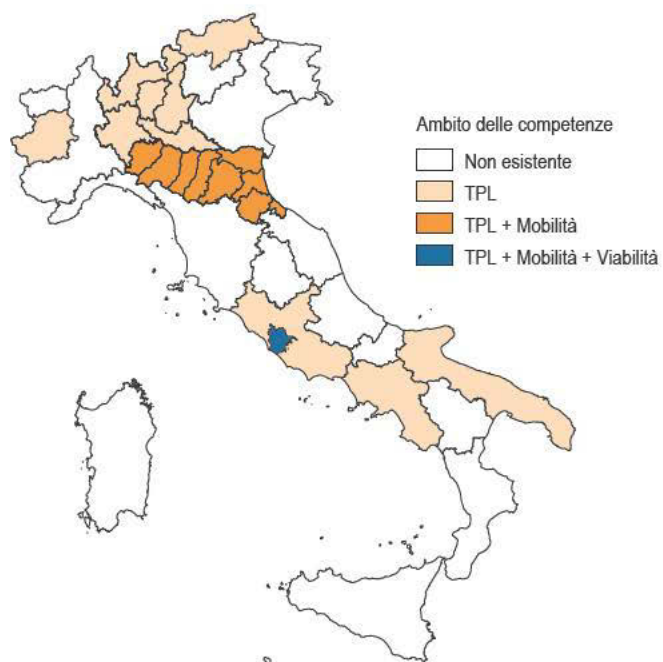 Ambito delle competenze
Non esistente
TPL
TPL + Mobilità
TPL + Mobilità + Viabilità